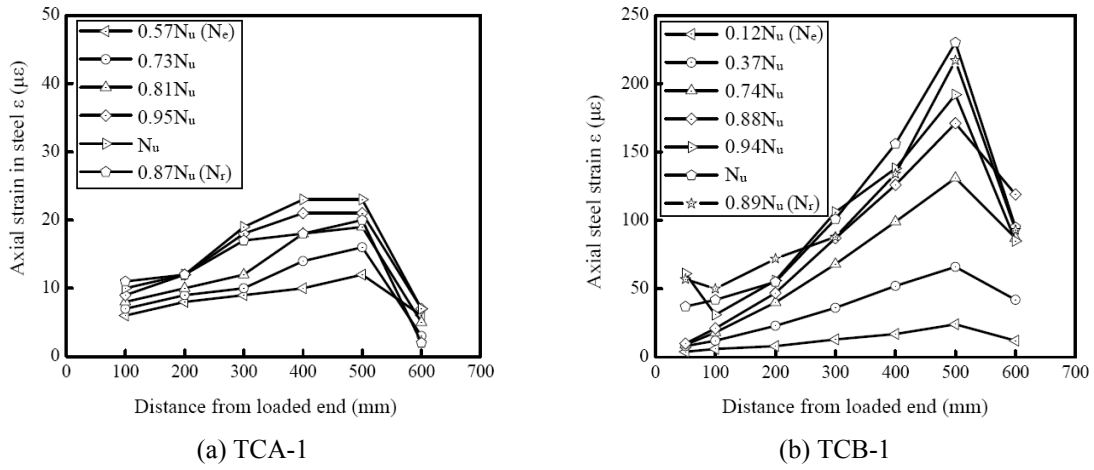 50
40
30
20
10
0
Axial strain in steel ε (με)
0.57Nu (Ne)
0.73Nu
0.81Nu
0.95Nu
Nu
0.87Nu (Nr)
0 100 200 300 400 500 600 700
Distance from loaded end (mm)
(a) TCA-1
250
200
150
100
50
0
Axial steel strain ε (με)
0.12Nu (Ne)
0.37Nu
0.74Nu
0.88Nu
0.94Nu
Nu
0.89Nu (Nr)
0 100 200 300 400 500 600 700
Distance from loaded end (mm)
(b) TCB-1